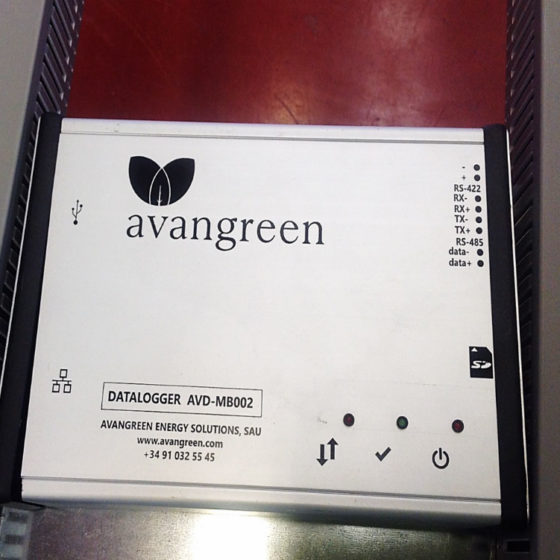 avangreen
-
+
RS-422
RX-
RX+
TX-
TX+
RS-485
data-
data+
SD
DATALOGGER AVD-MB002
AVANGREEN ENERGY SOLUTIONS, SAU
www.avangreen.com
+34 91 032 55 45